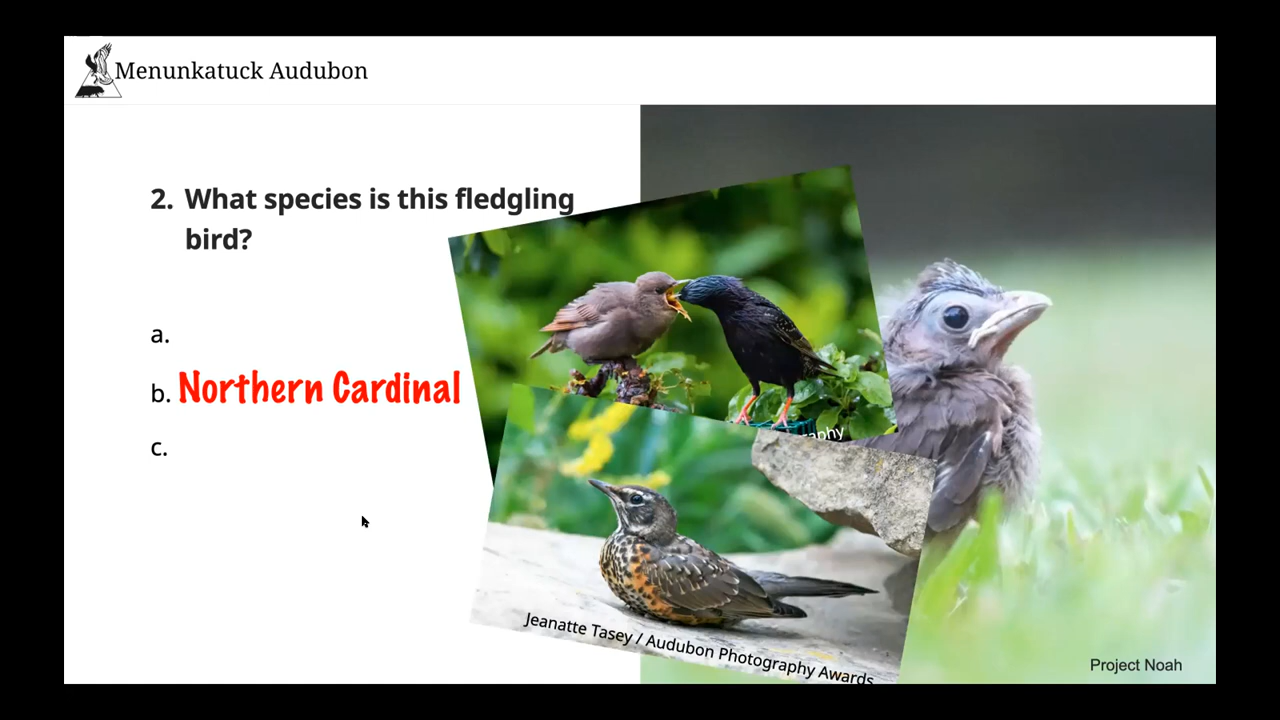 Menunkatuck Audubon
2. What species is this fledgling
bird?
a.
b. Northern Cardinal
c.
Jeanatte Tasey / Audubon Photography Awards
Project Noah